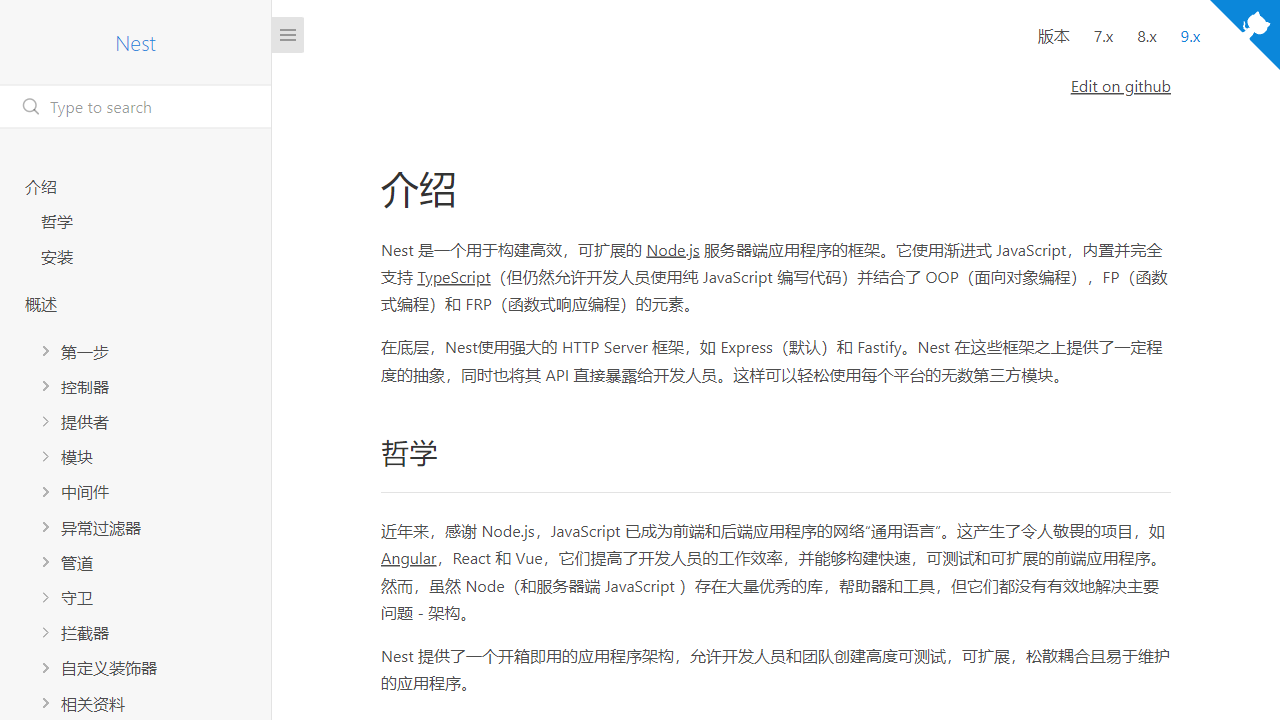 Nest
Type to search
介绍
哲学
安装
概述
第一步
控制器
提供者
模块
中间件
异常过滤器
管道
守卫
拦截器
自定义装饰器
相关资料
版本 7.x 8.x 9.x
Edit on github
介绍
Nest 是一个用于构建高效，可扩展的 Node.js 服务器端应用程序的框架。它使用渐进式 JavaScript，内置并完全
支持 TypeScript（但仍然允许开发人员使用纯 JavaScript 编写代码）并结合了 OOP（面向对象编程），FP（函数
式编程）和 FRP（函数式响应编程）的元素。
在底层，Nest使用强大的 HTTP Server 框架，如 Express（默认）和 Fastify。Nest 在这些框架之上提供了一定程
度的抽象，同时也将其 API 直接暴露给开发人员。这样可以轻松使用每个平台的无数第三方模块。
哲学
近年来，感谢 Node.js，JavaScript 已成为前端和后端应用程序的网络“通用语言”。这产生了令人敬畏的项目，如
Angular，React 和 Vue，它们提高了开发人员的工作效率，并能够构建快速，可测试和可扩展的前端应用程序。
然而，虽然 Node（和服务器端 JavaScript ）存在大量优秀的库，帮助器和工具，但它们都没有有效地解决主要
问题 - 架构。
Nest 提供了一个开箱即用的应用程序架构，允许开发人员和团队创建高度可测试，可扩展，松散耦合且易于维护
的应用程序。